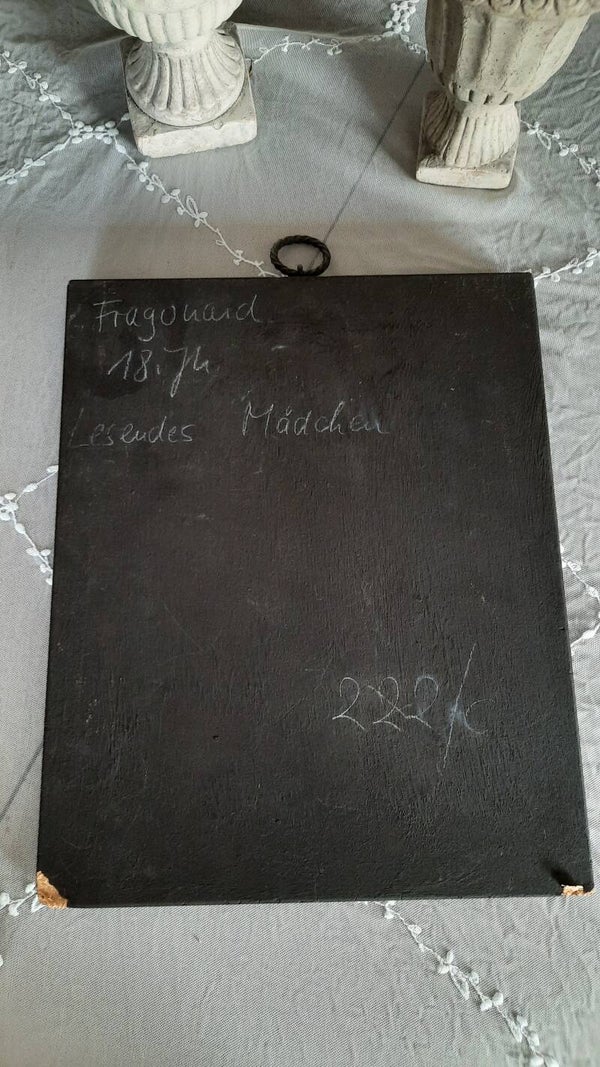 Fragonard
18. Jh
Lesendes Mädchen
222